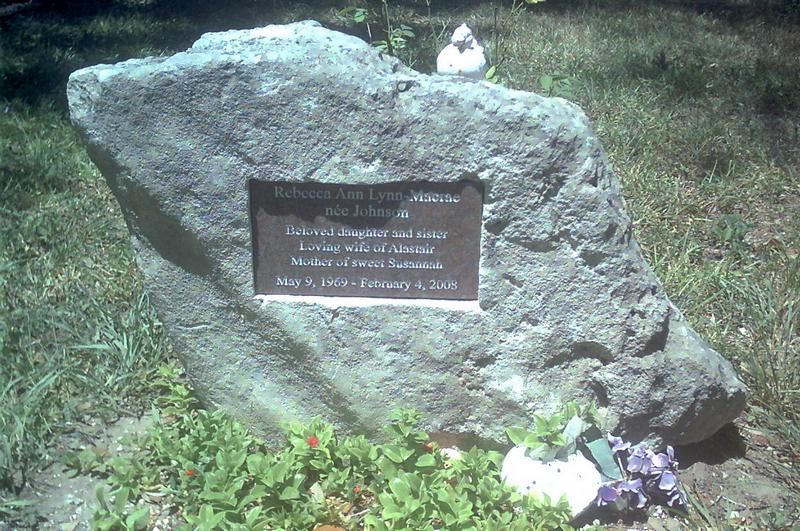 Rebecca Ann Lynn-Macrae
née Johnson
Beloved daughter and sister
Loving wife of Alastair
Mother of sweet Susannah
May 9, 1969 - February 4, 2008